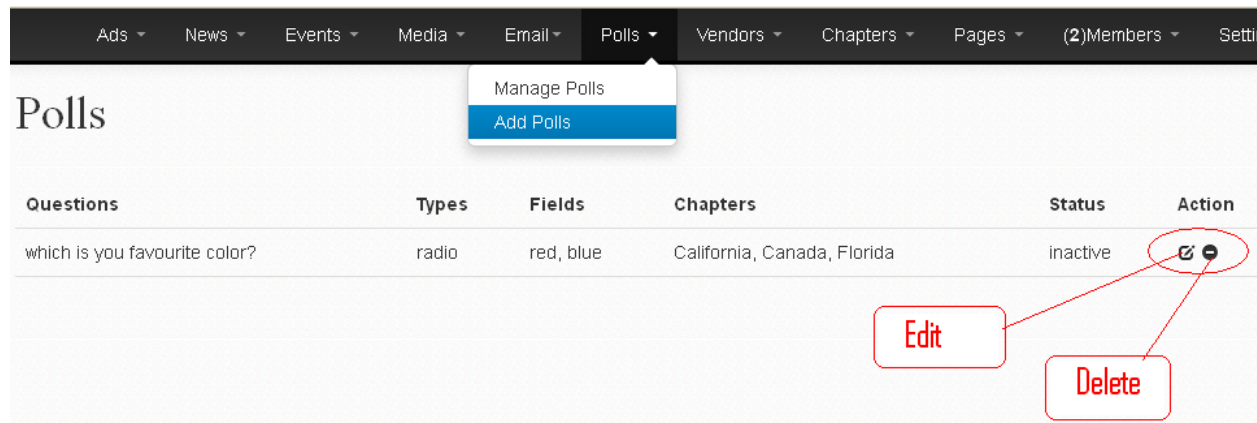 Ads News Events Media Email Polls Vendors Chapters Pages (2)Members Setti
Manage Polls
Polls
Add Polls
Questions Types Fields Chapters Status Action
which is you favourite color? radio red, blue California, Canada, Florida inactive
Edit
Delete